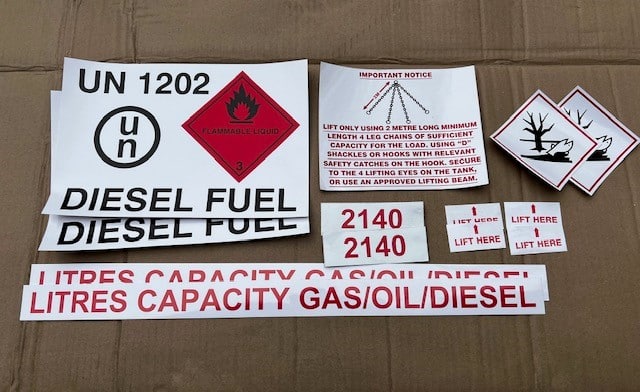 UN 1202
un
FLAMMABLE LIQUID
3
DIESEL FUEL
DIESEL FUEL
IMPORTANT NOTICE
2M
LIFT ONLY USING 2 METRE LONG MINIMUM
LENGTH 4 LEG CHAINS OF SUFFICIENT
CAPACITY FOR THE LOAD. USING "D"
SHACKLES OR HOOKS WITH RELEVANT
SAFETY CATCHES ON THE HOOK. SECURE
TO THE 4 LIFTING EYES ON THE TANK,
OR USE AN APPROVED LIFTING BEAM.
2140
2140
LIFT HERE
LIFT HERE
LIFT HERE
LIFT HERE
LITRES CAPACITY GAS/OIL/DIESEL
LITRES CAPACITY GAS/OIL/DIESEL